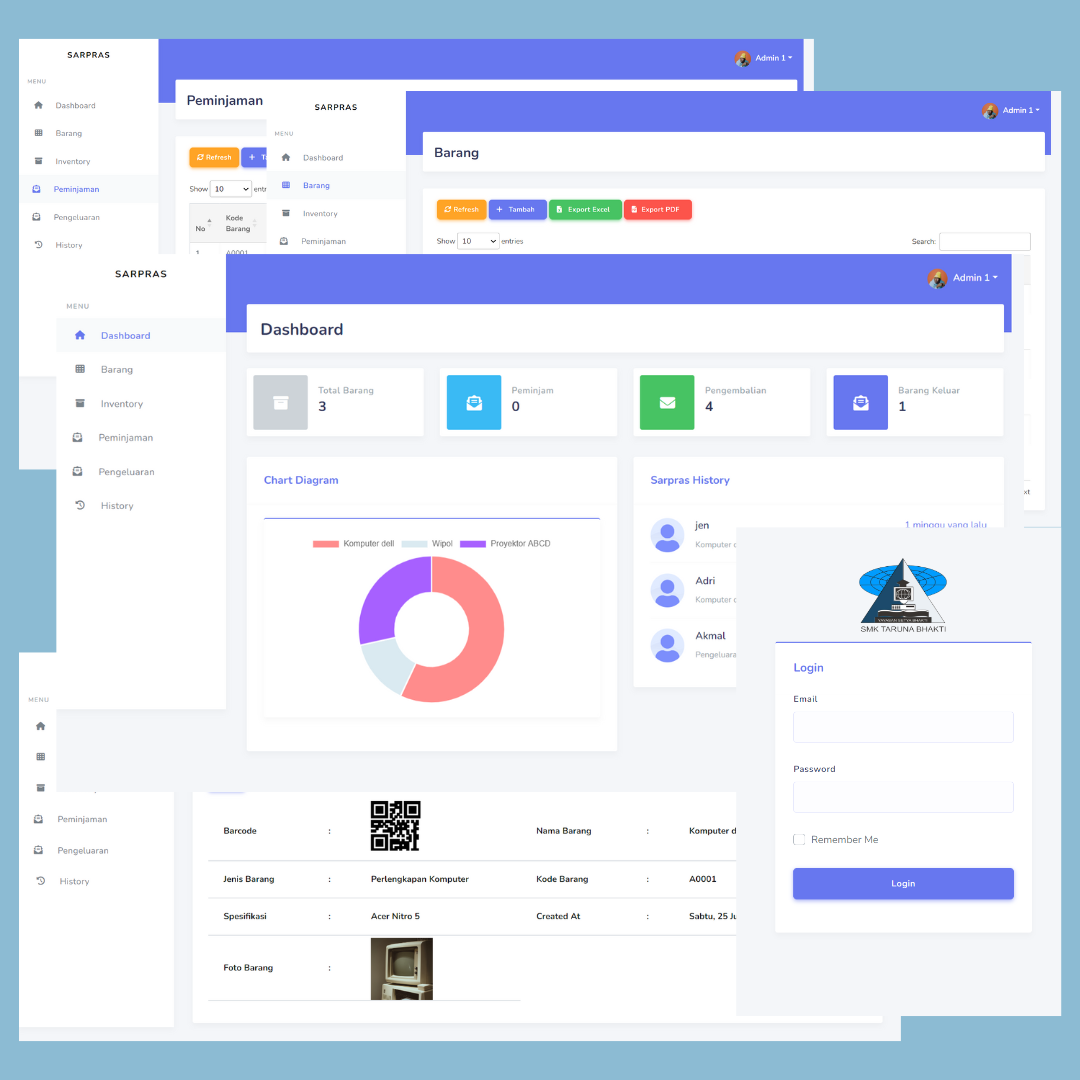 SARPRAS
MENU
Dashboard
Barang
Inventory
Peminjaman
Pengeluaran
History
Admin 1
Peminjaman
Refresh
+ T
Show 10 entr
No Kode Barang
1 A0001
SARPRAS
MENU
Dashboard
Barang
Inventory
Peminjaman
Admin 1
Barang
Refresh + Tambah Export Excel Export PDF
Show 10 entries
Search:
xt
SARPRAS
MENU
Dashboard
Barang
Inventory
Peminjaman
Pengeluaran
History
Admin 1
Dashboard
Total Barang
3
Peminjam
0
Pengembalian
4
Barang Keluar
1
Chart Diagram
Komputer dell Wipol Proyektor ABCD
Sarpras History
jen 1 minggu yang lalu
Komputer
Adri
Komputer
Akmal
Pengeluara
SMK TARUNA BHAKTI
Login
Email
Password
Remember Me
Login
MENU
Peminjaman
Pengeluaran
History
Barcode : Nama Barang : Komputer d
Jenis Barang : Perlengkapan Komputer Kode Barang : A0001
Spesifikasi : Acer Nitro 5 Created At : Sabtu, 25 Ju
Foto Barang :